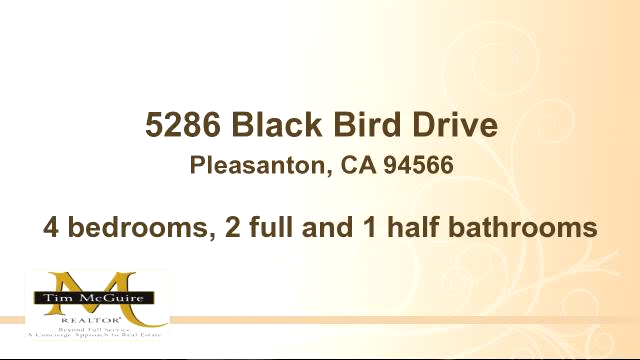 5286 Black Bird Drive
Pleasanton, CA 94566
4 bedrooms, 2 full and 1 half bathrooms
M
Tim McGuire
REALTOR®
Beyond Full Service
A Concierge Approach to Real Estate